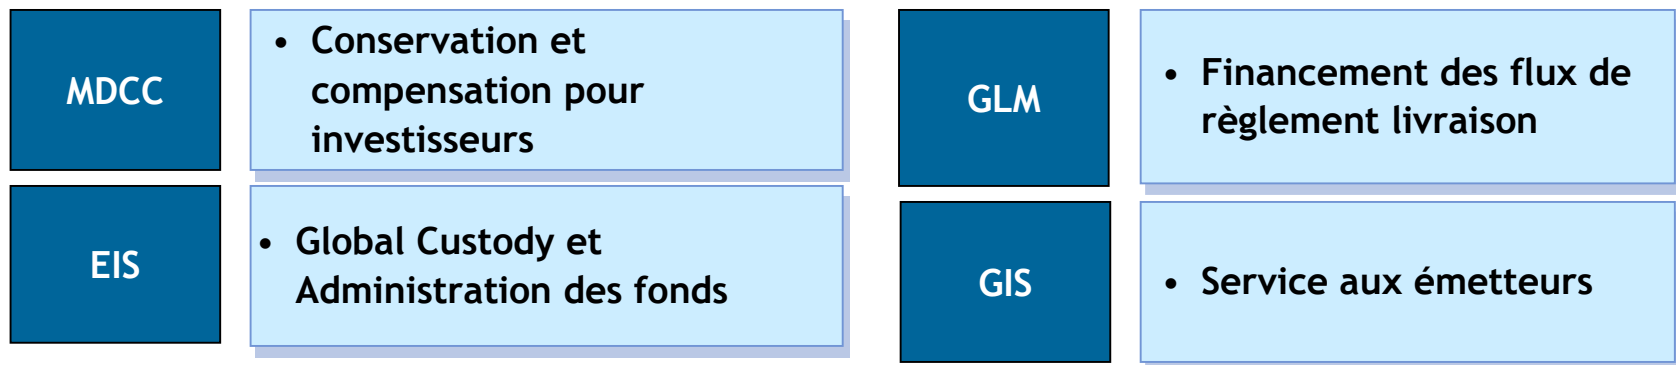 MDCC
• Conservation et
compensation pour
investisseurs
EIS
• Global Custody et
Administration des fonds
GLM
• Financement des flux de
règlement livraison
GIS
• Service aux émetteurs